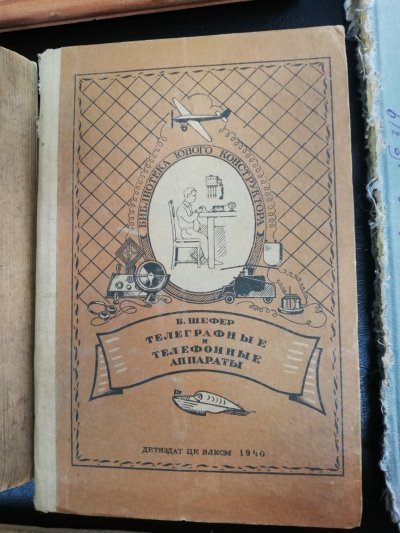 БИБЛИОТЕКА ЮНОГО КОНСТРУКТОРА
Б. ШЕФЕР
ТЕЛЕГРАФНЫЕ
И
ТЕЛЕФОННЫЕ
АППАРАТЫ
ДЕТИЗДАТ ЦК ВЛКСМ 1940